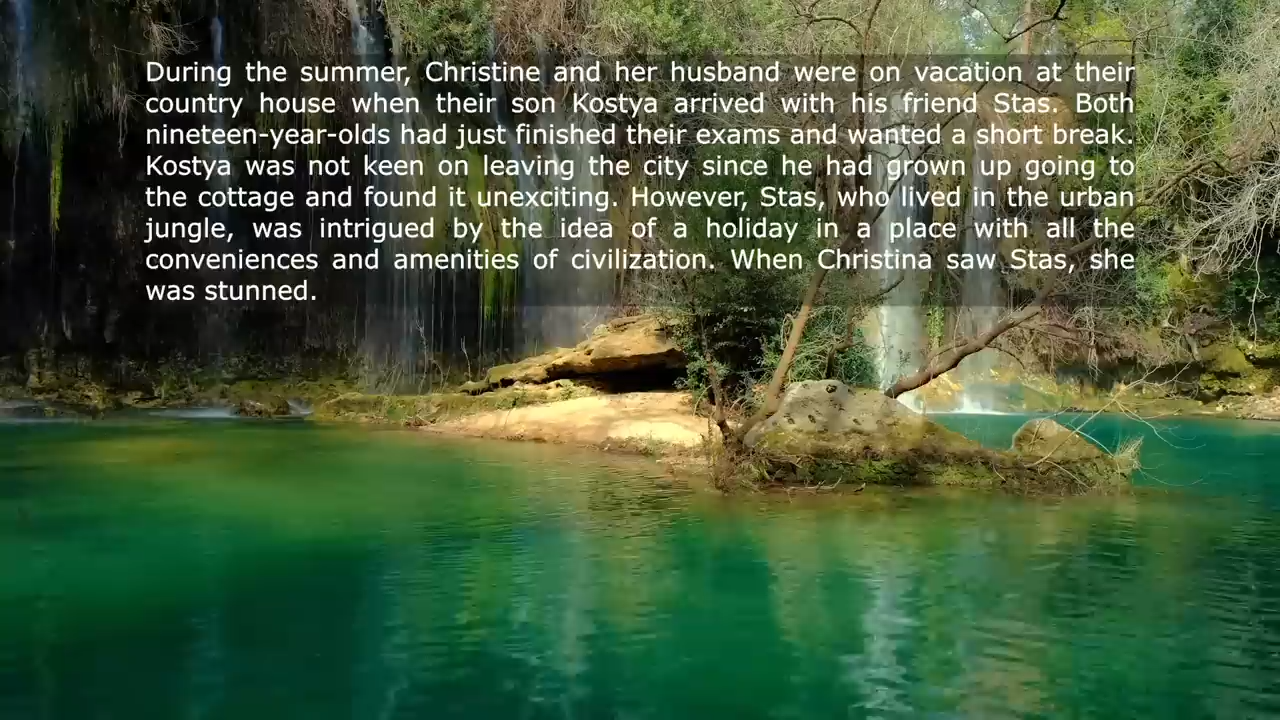 During the summer, Christine and her husband were on vacation at their
country house when their son Kostya arrived with his friend Stas. Both
nineteen-year-olds had just finished their exams and wanted a short break.
Kostya was not keen on leaving the city since he had grown up going to
the cottage and found it unexciting. However, Stas, who lived in the urban
jungle, was intrigued by the idea of a holiday in a place with all the
conveniences and amenities of civilization. When Christina saw Stas, she
was stunned.